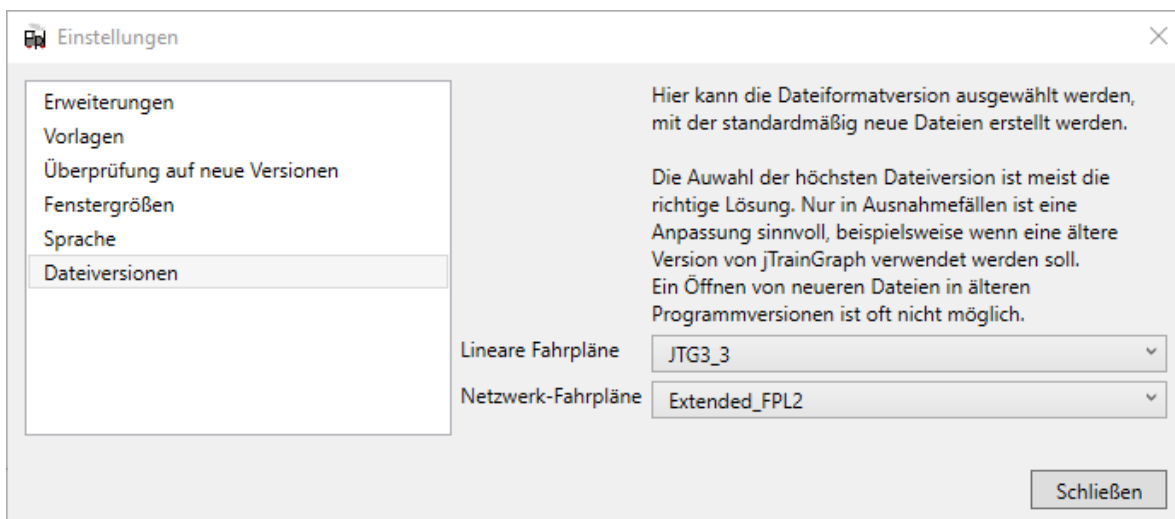 Einstellungen
Erweiterungen
Vorlagen
Überprüfung auf neue Versionen
Fenstergrößen
Sprache
Dateiversionen
Hier kann die Dateiformatversion ausgewählt werden,
mit der standardmäßig neue Dateien erstellt werden.
Die Auwahl der höchsten Dateiversion ist meist die
richtige Lösung. Nur in Ausnahmefällen ist eine
Anpassung sinnvoll, beispielsweise wenn eine ältere
Version von jTrainGraph verwendet werden soll.
Ein Öffnen von neueren Dateien in älteren
Programmversionen ist oft nicht möglich.
Lineare Fahrpläne JTG3_3
Netzwerk-Fahrpläne Extended_FPL2
Schließen